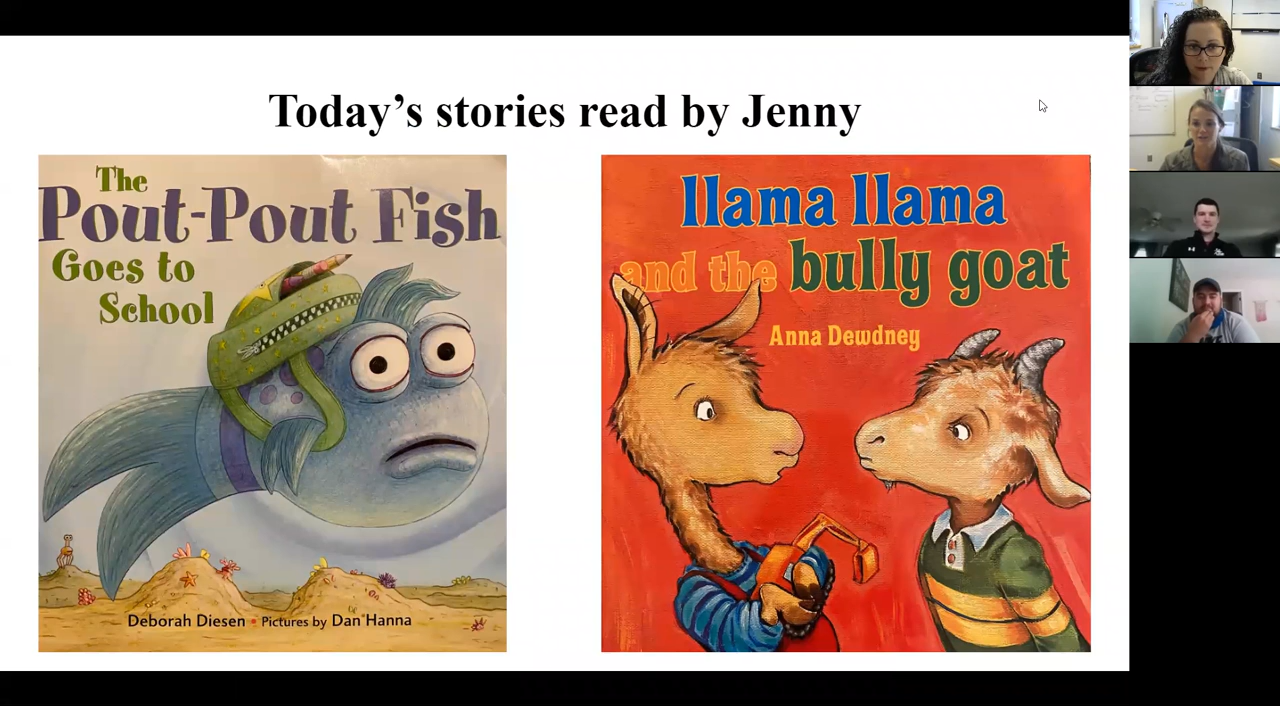 Today’s stories read by Jenny
The
Pout-Pout Fish
Goes to
School
Deborah Diesen • Pictures by Dan Hanna
llama llama
and the bully goat
Anna Dewdney